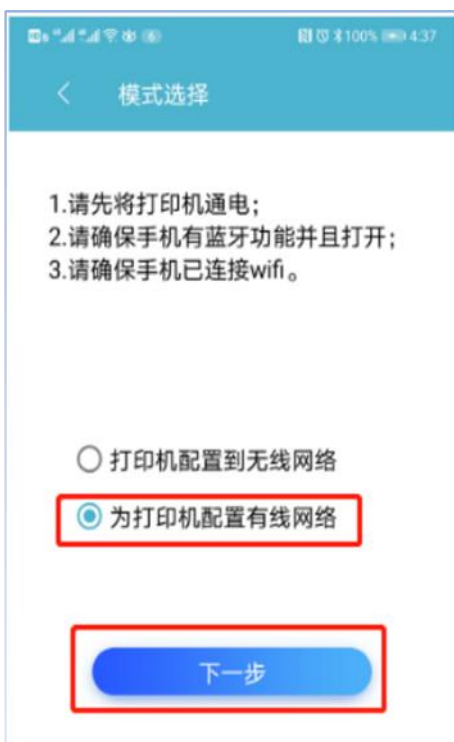 100% 4:37
模式选择
1.请先将打印机通电；
2.请确保手机有蓝牙功能并且打开；
3.请确保手机已连接wifi。
打印机配置到无线网络
为打印机配置有线网络
下一步